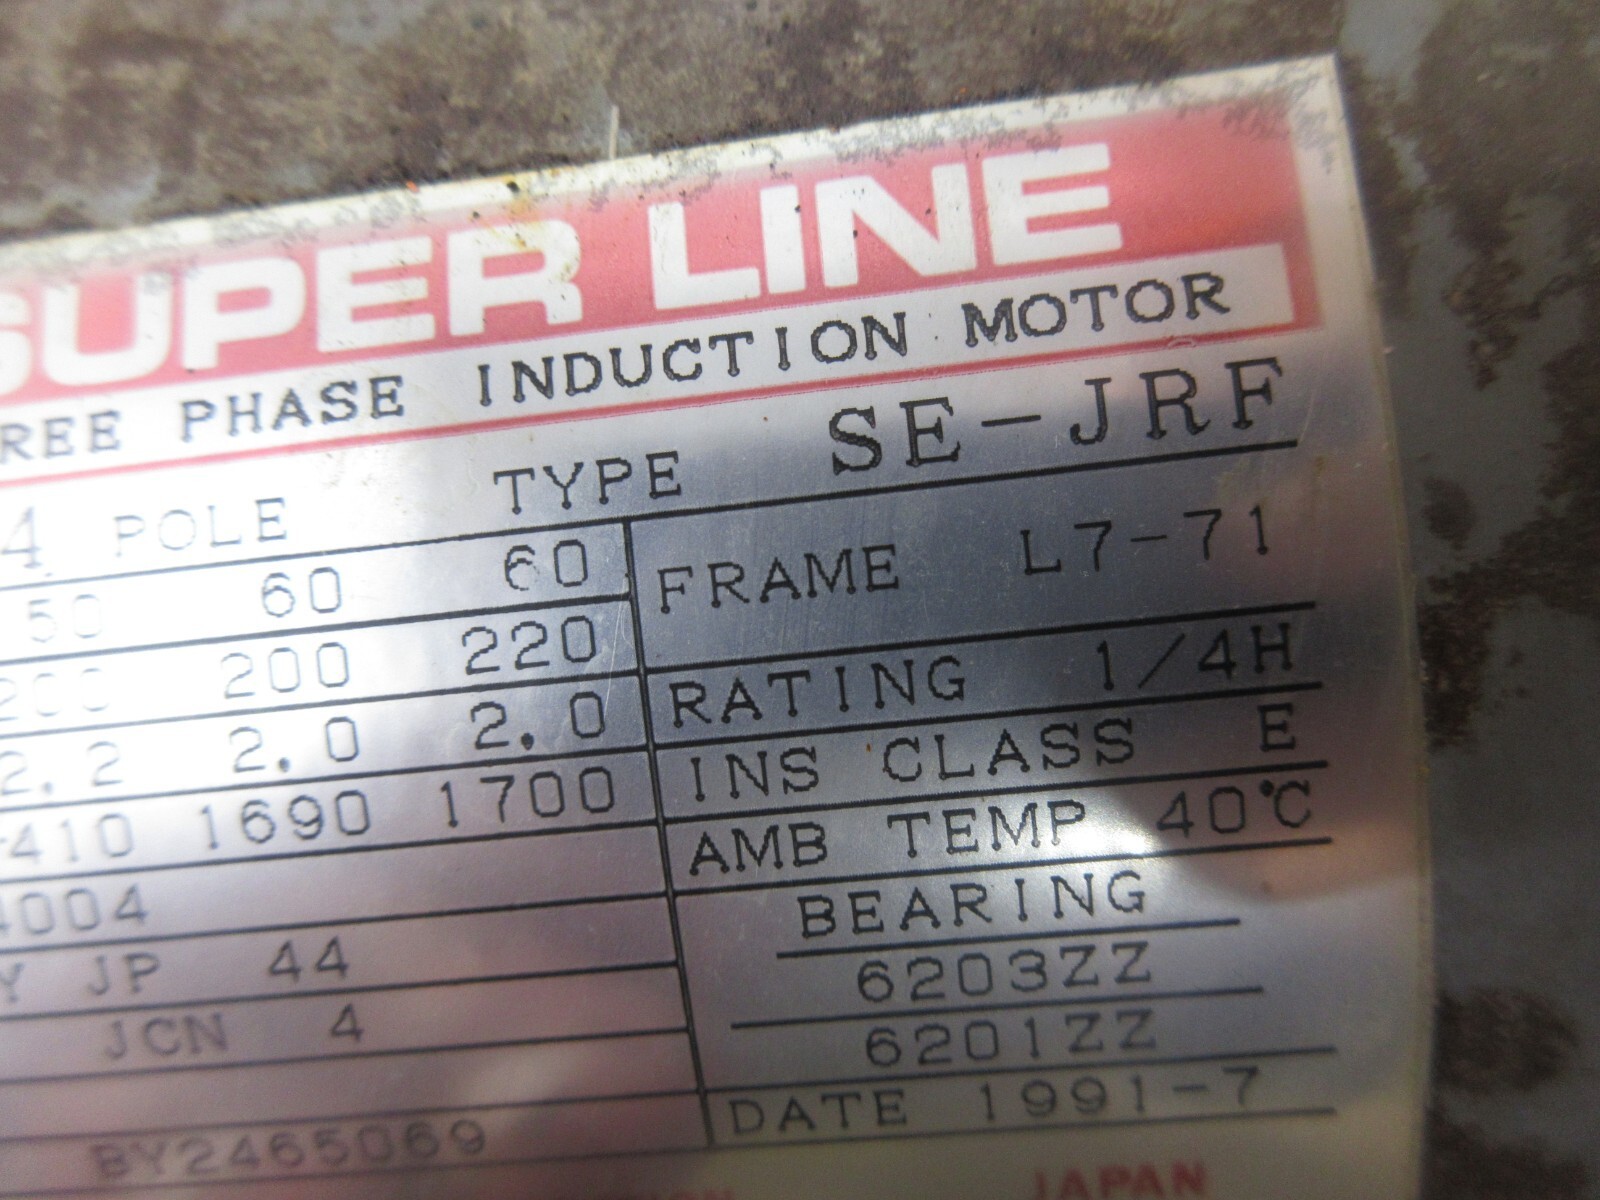 SUPER LINE
REE PHASE INDUCTION MOTOR
4 POLE TYPE SE-JRF
50 60 60
200 200 220
2.2 2.0 2.0
410 1690 1700
4004
Y JP 44
JCN 4
BY2465069
FRAME L7-71
RATING 1/4H
INS CLASS E
AMB TEMP 40°C
BEARING
6203ZZ
6201ZZ
DATE 1991-7
JAPAN